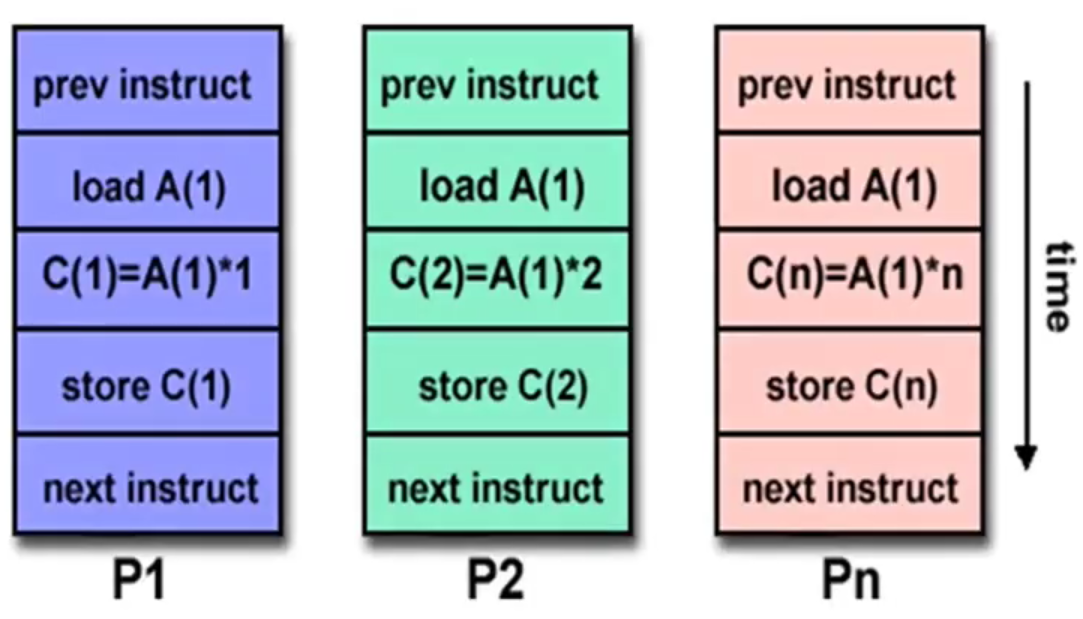 prev instruct
load A(1)
C(1)=A(1)*1
store C(1)
next instruct
P1
prev instruct
load A(1)
C(2)=A(1)*2
store C(2)
next instruct
P2
prev instruct
load A(1)
C(n)=A(1)*n
store C(n)
next instruct
Pn
time